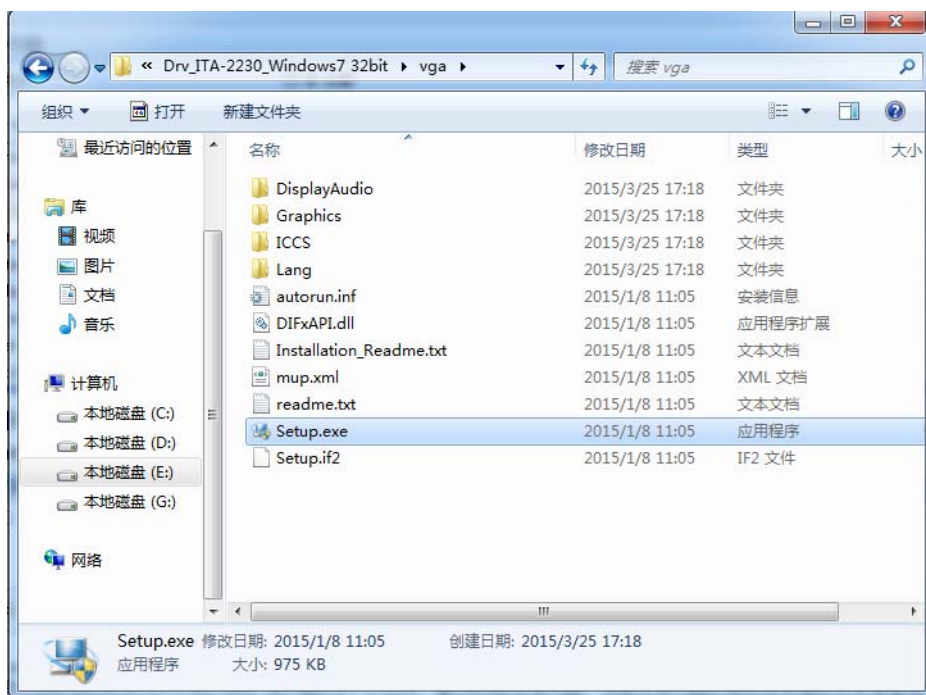 « Drv_ITA-2230_Windows7 32bit ▸ vga ▸ 搜索 vga
组织 ▼ 打开 新建文件夹
最近访问的位置
库
视频
图片
文档
音乐
计算机
本地磁盘 (C:)
本地磁盘 (D:)
本地磁盘 (E:)
本地磁盘 (G:)
网络
名称 修改日期 类型 大小
DisplayAudio 2015/3/25 17:18 文件夹
Graphics 2015/3/25 17:18 文件夹
ICCS 2015/3/25 17:18 文件夹
Lang 2015/3/25 17:18 文件夹
autorun.inf 2015/1/8 11:05 安装信息
DIFxAPI.dll 2015/1/8 11:05 应用程序扩展
Installation_Readme.txt 2015/1/8 11:05 文本文档
mup.xml 2015/1/8 11:05 XML 文档
readme.txt 2015/1/8 11:05 文本文档
Setup.exe 2015/1/8 11:05 应用程序
Setup.if2 2015/1/8 11:05 IF2 文件
Setup.exe 修改日期: 2015/1/8 11:05 创建日期: 2015/3/25 17:18
应用程序 大小: 975 KB